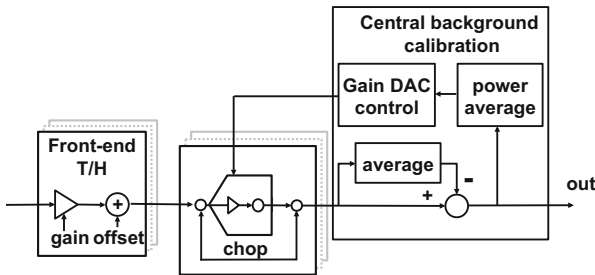 Central background
calibration
Gain DAC
control
power
average
Front-end
T/H
average
out
+
-
+
gain offset
chop